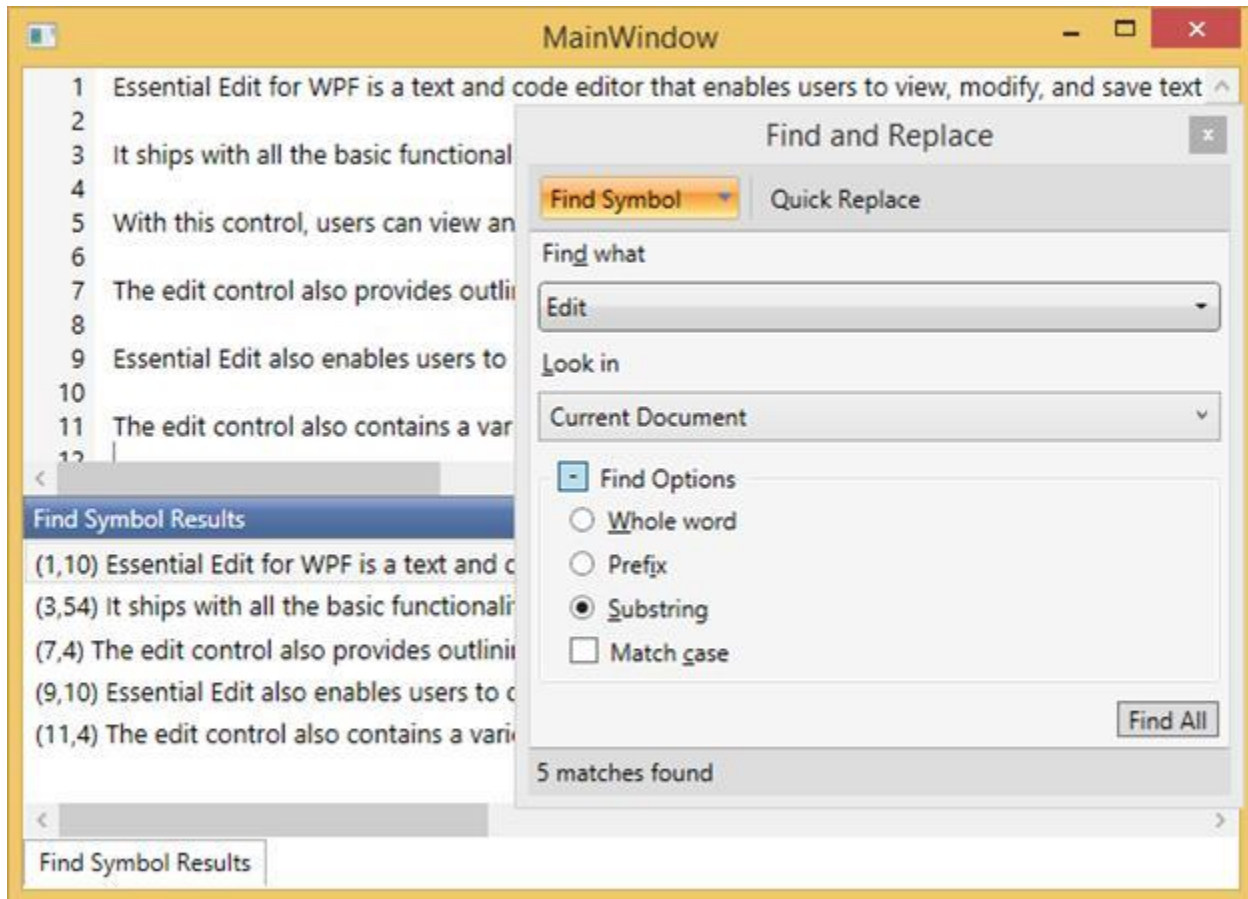 MainWindow
1 Essential Edit for WPF is a text and code editor that enables users to view, modify, and save text
2
3 It ships with all the basic functional
4
5 With this control, users can view an
6
7 The edit control also provides outli
8
9 Essential Edit also enables users to
10
11 The edit control also contains a var
12
Find Symbol Results
(1,10) Essential Edit for WPF is a text and c
(3,54) It ships with all the basic functionali
(7,4) The edit control also provides outlini
(9,10) Essential Edit also enables users to c
(11,4) The edit control also contains a vari
Find Symbol Results
Find and Replace
Find Symbol Quick Replace
Find what
Edit
Look in
Current Document
- Find Options
Whole word
Prefix
Substring
Match case
Find All
5 matches found